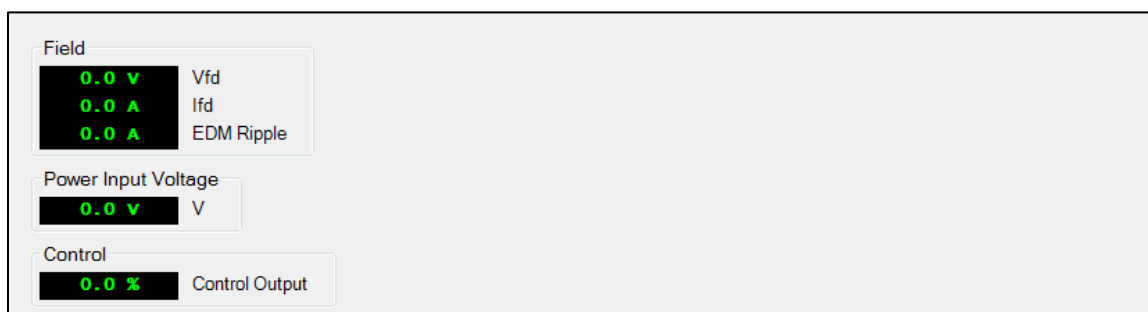 Field
0.0 V Vfd
0.0 A Ifd
0.0 A EDM Ripple
Power Input Voltage
0.0 V V
Control
0.0 % Control Output